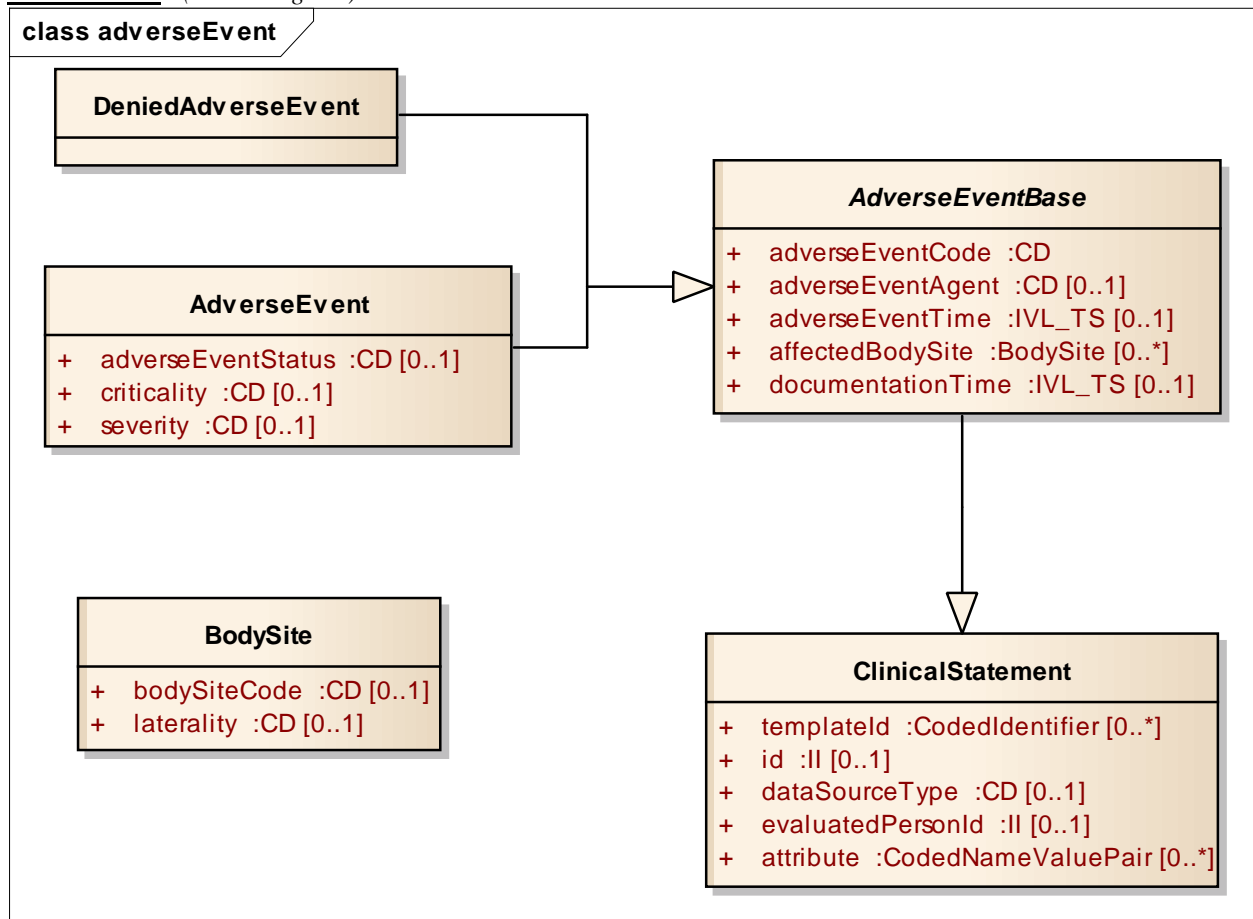 class adverseEvent
DeniedAdverseEvent
AdverseEventBase
+ adverseEventCode :CD
+ adverseEventAgent :CD [0..1]
+ adverseEventTime :IVL_TS [0..1]
+ affectedBodySite :BodySite [0..*]
+ documentationTime :IVL_TS [0..1]
AdverseEvent
+ adverseEventStatus :CD [0..1]
+ criticality :CD [0..1]
+ severity :CD [0..1]
BodySite
+ bodySiteCode :CD [0..1]
+ laterality :CD [0..1]
ClinicalStatement
+ templateId :CodedIdentifier [0..*]
+ id :II [0..1]
+ dataSourceType :CD [0..1]
+ evaluatedPersonId :II [0..1]
+ attribute :CodedNameValuePair [0..*]